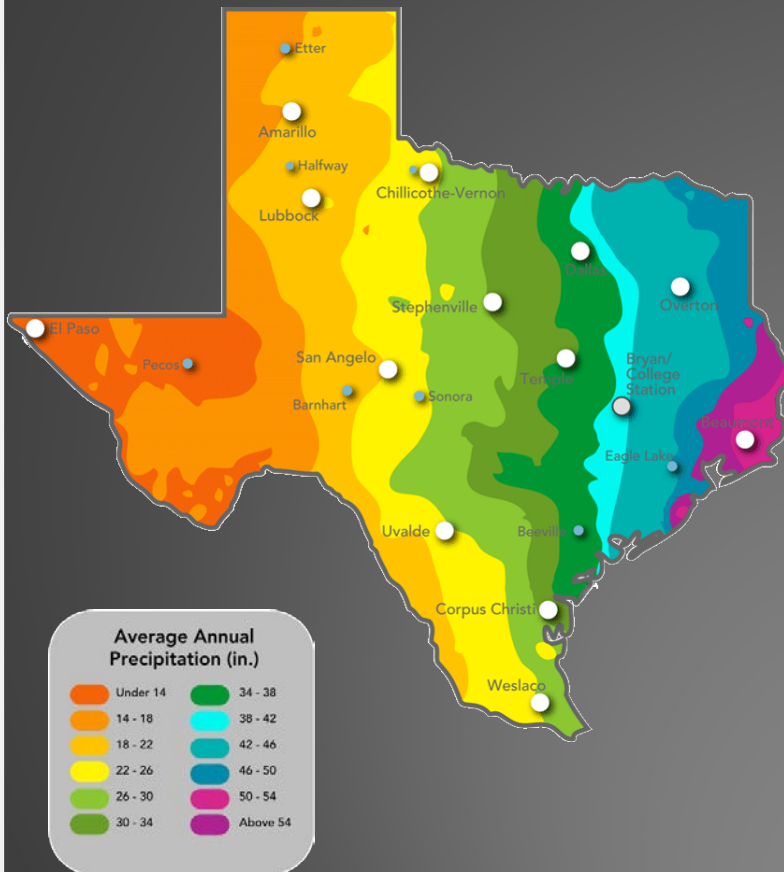 Etter
Amarillo
Halfway
Chillicothe-Vernon
Lubbock
Dallas
Overton
Stephenville
El Paso
San Angelo
Pecos
Temple
Bryan/
College
Station
Barnhart
Sonora
Beaumont
Eagle Lake
Uvalde
Beeville
Corpus Christi
Weslaco
Average Annual
Precipitation (in.)
Under 14
14 - 18
18 - 22
22 - 26
26 - 30
30 - 34
34 - 38
38 - 42
42 - 46
46 - 50
50 - 54
Above 54